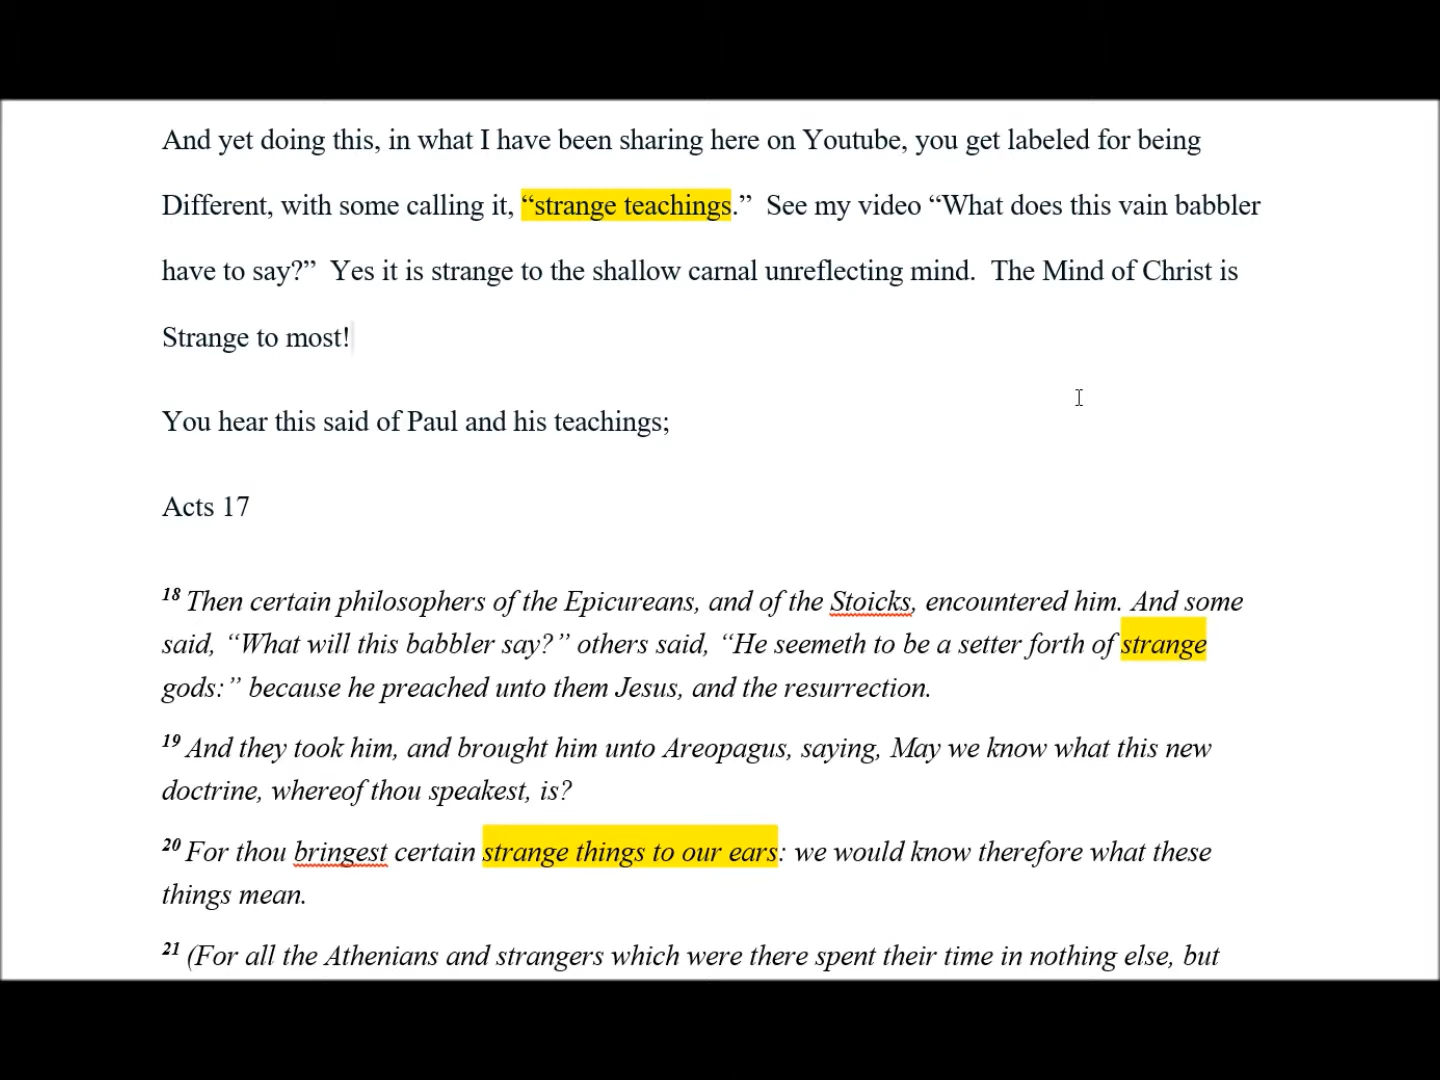 And yet doing this, in what I have been sharing here on Youtube, you get labeled for being
Different, with some calling it, “strange teachings.”  See my video “What does this vain babbler
have to say?”  Yes it is strange to the shallow carnal unreflecting mind.  The Mind of Christ is
Strange to most!
You hear this said of Paul and his teachings;
Acts 17
18 Then certain philosophers of the Epicureans, and of the Stoicks, encountered him. And some
said, “What will this babbler say?” others said, “He seemeth to be a setter forth of strange
gods:” because he preached unto them Jesus, and the resurrection.
19 And they took him, and brought him unto Areopagus, saying, May we know what this new
doctrine, whereof thou speakest, is?
20 For thou bringest certain strange things to our ears: we would know therefore what these
things mean.
21 (For all the Athenians and strangers which were there spent their time in nothing else, but